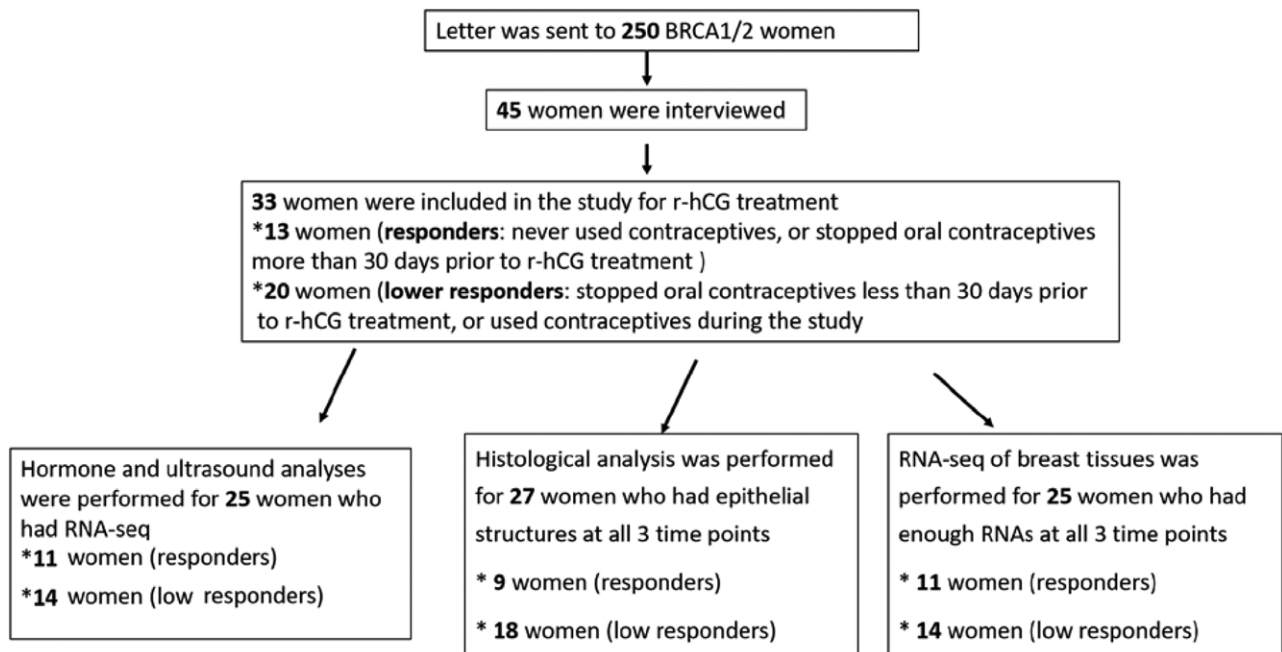 Letter was sent to 250 BRCA1/2 women
45 women were interviewed
33 women were included in the study for r-hCG treatment
*13 women (responders: never used contraceptives, or stopped oral contraceptives
more than 30 days prior to r-hCG treatment )
*20 women (lower responders: stopped oral contraceptives less than 30 days prior
to r-hCG treatment, or used contraceptives during the study
Hormone and ultrasound analyses
were performed for 25 women who
had RNA-seq
*11 women (responders)
*14 women (low responders)
Histological analysis was performed
for 27 women who had epithelial
structures at all 3 time points
* 9 women (responders)
* 18 women (low responders)
RNA-seq of breast tissues was
performed for 25 women who had
enough RNAs at all 3 time points
* 11 women (responders)
* 14 women (low responders)